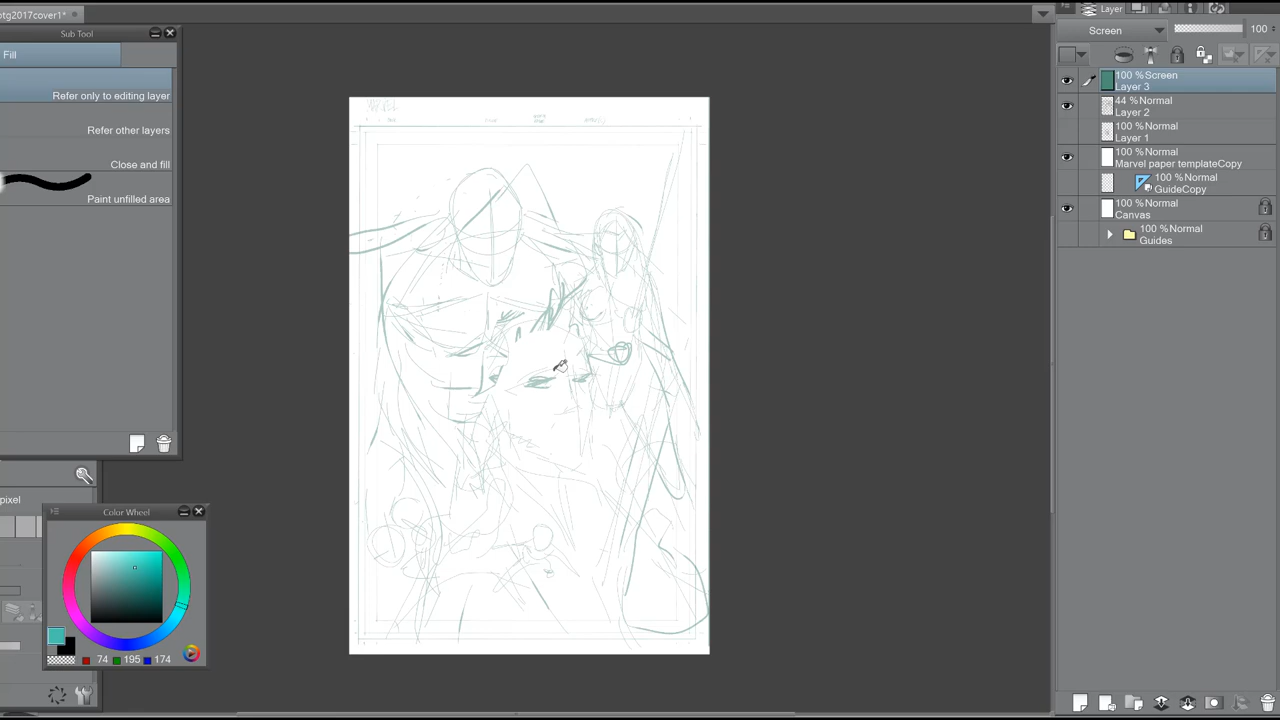 otg2017cover1*
Layer
Sub Tool
Screen
100
Fill
100 %Screen
Layer 3
Refer only to editing layer
44 %Normal
Layer 2
Refer other layers
100 %Normal
Layer 1
Close and fill
100 %Normal
Marvel paper templateCopy
Paint unfilled area
100 %Normal
GuideCopy
100 %Normal
Canvas
100 %Normal
Guides
pixel
Color Wheel
74
195
174